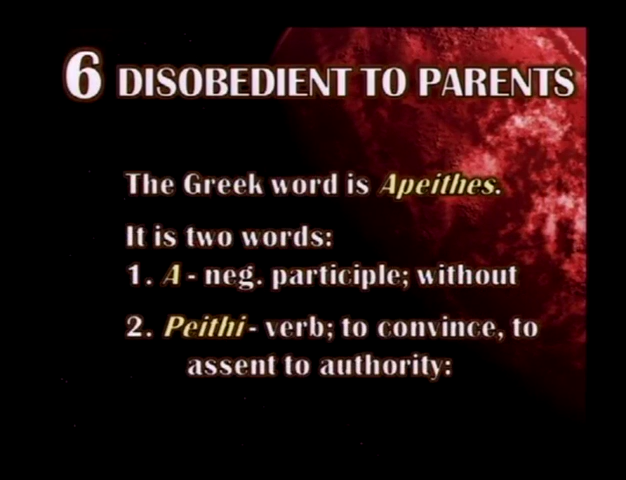 6 DISOBEDIENT TO PARENTS
The Greek word is Apeithes.
It is two words:
1. A - neg. participle; without
2. Peithi - verb; to convince, to
assent to authority: